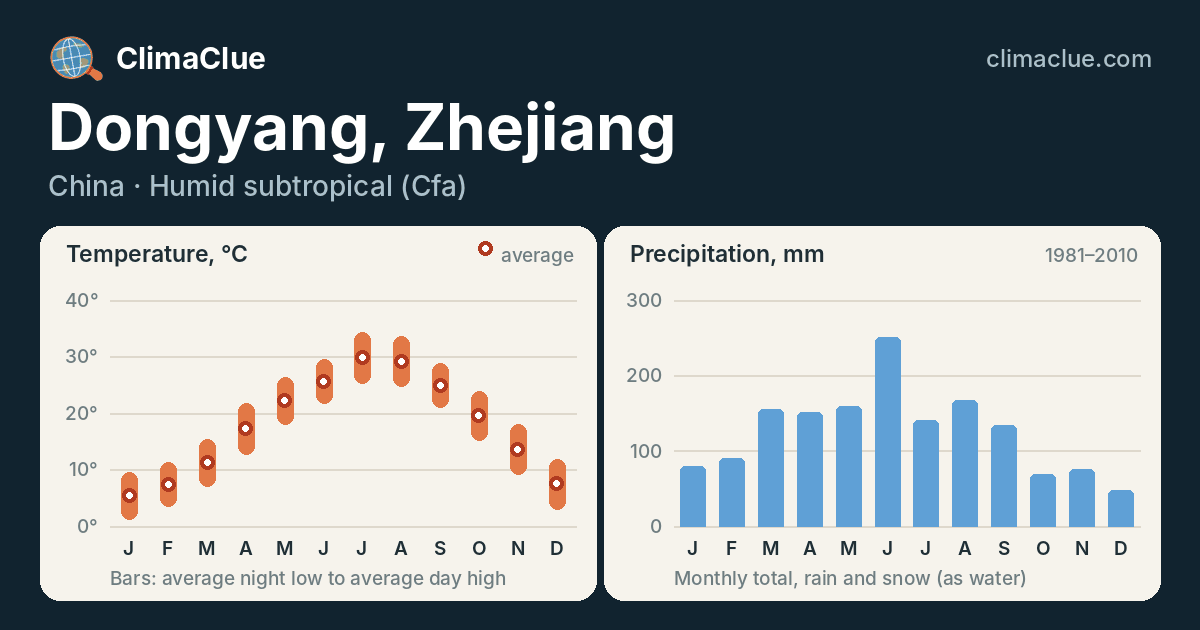 ClimaClue
climaclue.com
Dongyang, Zhejiang
China · Humid subtropical (Cfa)
Temperature, °C
average
40°
30°
20°
10°
0°
J F M A M J J A S O N D
Bars: average night low to average day high
Precipitation, mm
1981–2010
300
200
100
0
J F M A M J J A S O N D
Monthly total, rain and snow (as water)